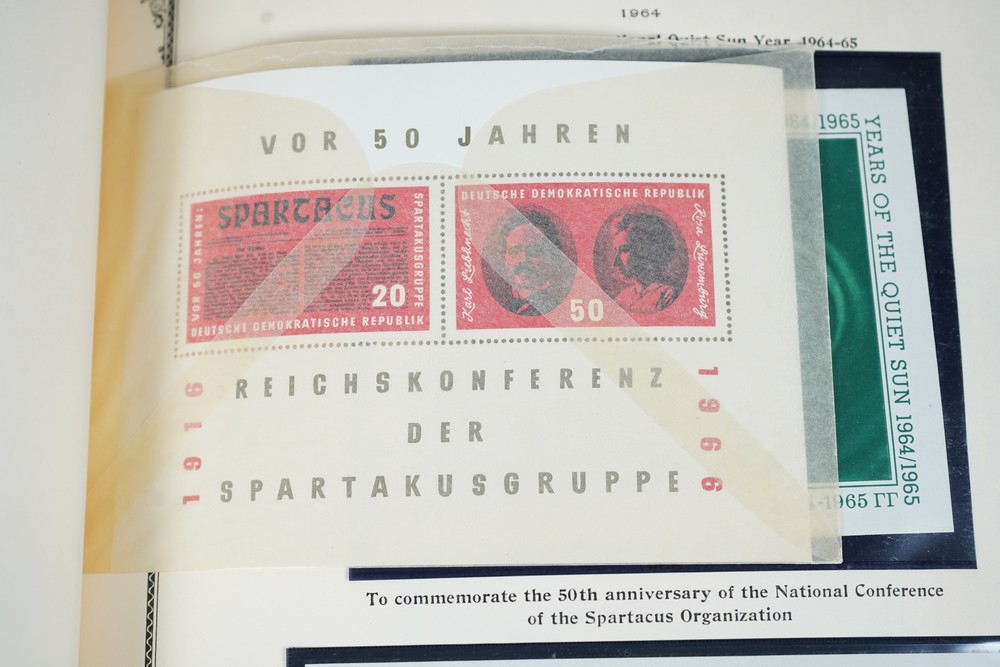 1964
Quiet Sun Year, 1964-65
VOR 50 JAHREN
VOR 50 JAHREN:
SPARTACUS
SPARTAKUSGRUPPE
20
DEUTSCHE DEMOKRATISCHE REPUBLIK
DEUTSCHE DEMOKRATISCHE REPUBLIK
Karl Liebknecht
Rosa Luxemburg
50
1916
REICHSKONFERENZ
DER
SPARTAKUSGRUPPE
1966
/1965
YEARS OF THE QUIET SUN 1964/1965
-1965 ГГ
To commemorate the 50th anniversary of the National Conference
of the Spartacus Organization